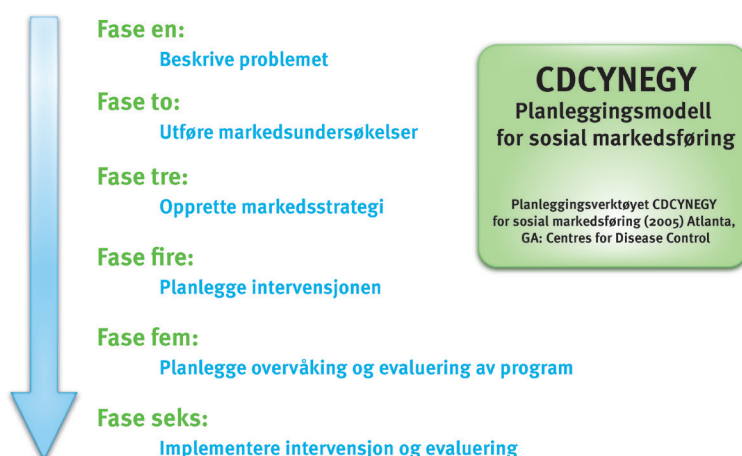 Fase en:
Beskrive problemet
Fase to:
Utføre markedsundersøkelser
Fase tre:
Opprette markedsstrategi
Fase fire:
Planlegge intervensjonen
Fase fem:
Planlegge overvåking og evaluering av program
Fase seks:
Implementere intervensjon og evaluering
CDCYNEGY
Planleggingsmodell
for sosial markedsføring
Planleggingsverktøyet CDCYNEGY
for sosial markedsføring (2005) Atlanta,
GA: Centres for Disease Control